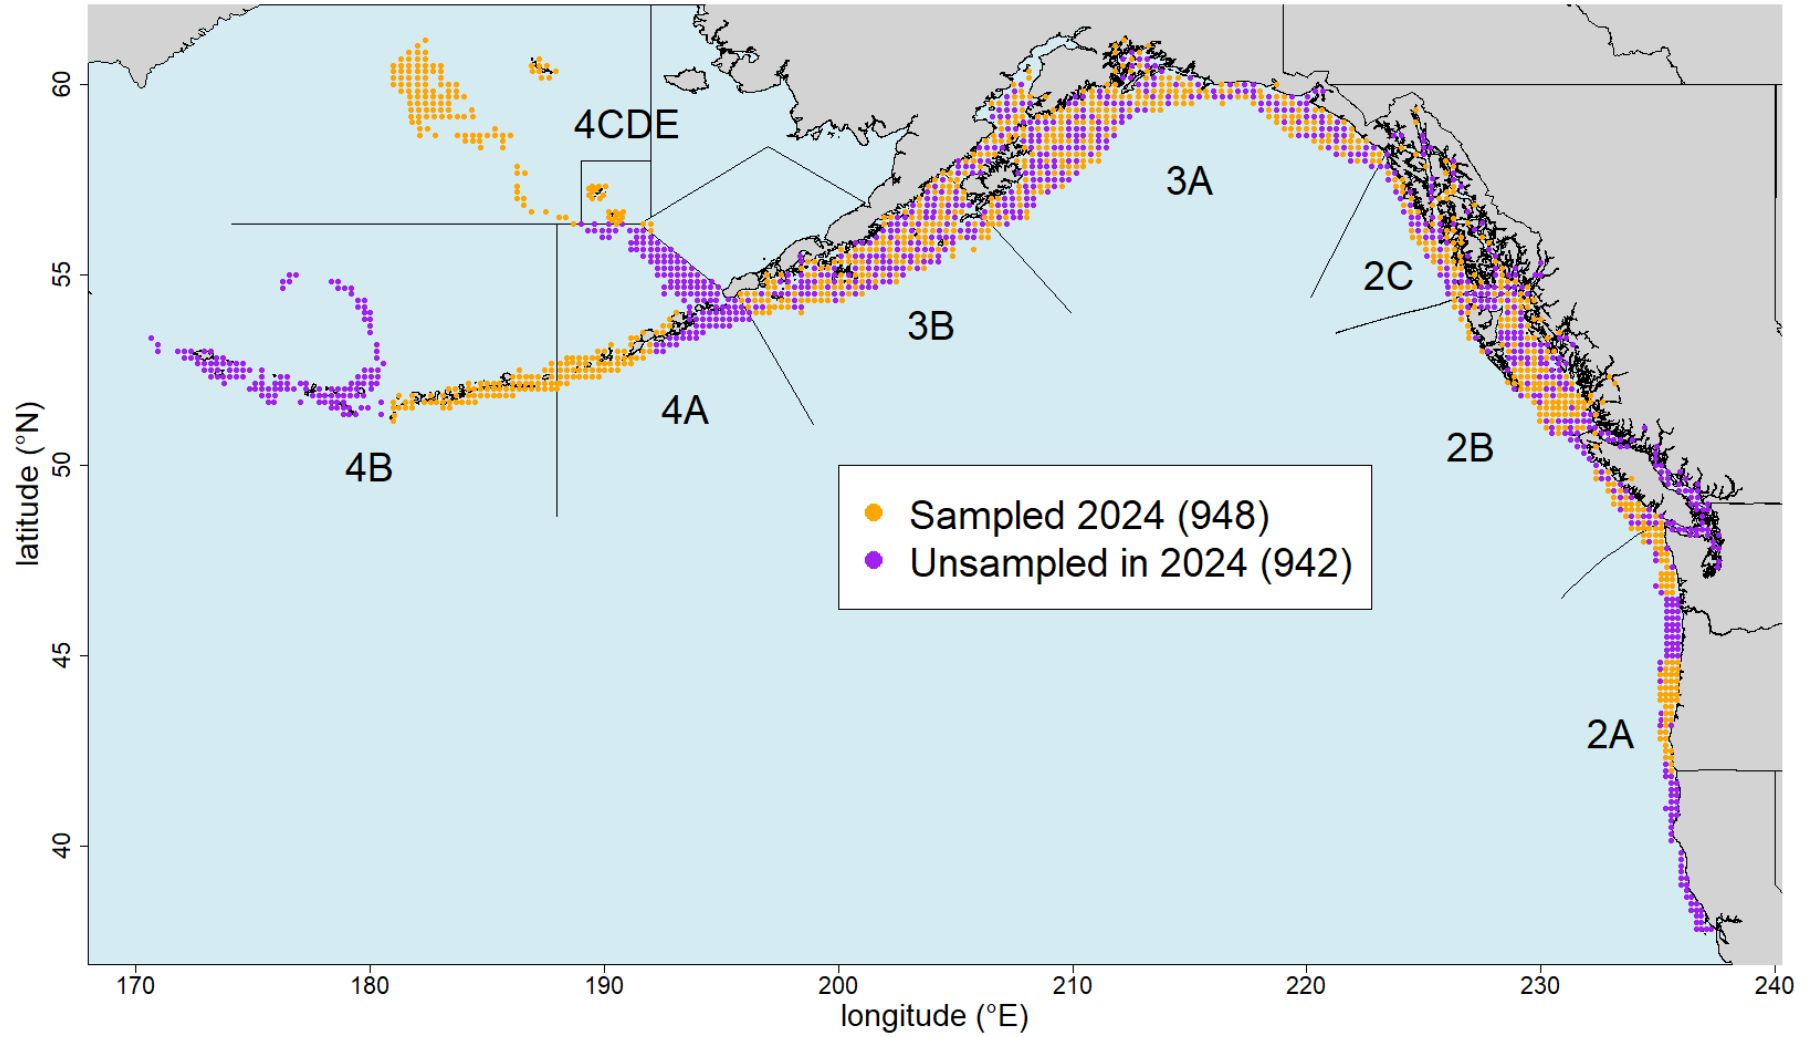 60
55
50
45
40
latitude (°N)
4CDE
3A
2C
3B
4A
2B
4B
Sampled 2024 (948)
Unsampled in 2024 (942)
2A
170
180
190
200
210
220
230
240
longitude (°E)